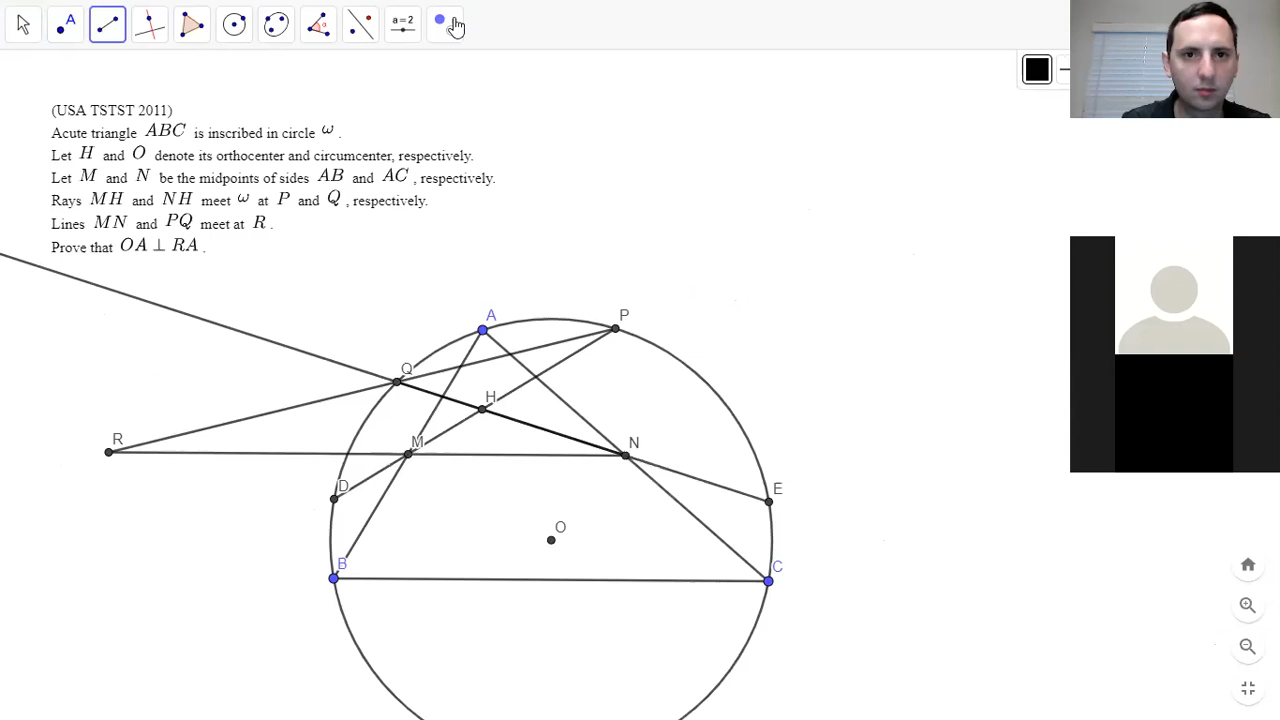 A
a = 2
(USA TSTST 2011)
Acute triangle ABC is inscribed in circle ω .
Let H and O denote its orthocenter and circumcenter, respectively.
Let M and N be the midpoints of sides AB and AC , respectively.
Rays MH and NH meet ω at P and Q , respectively.
Lines MN and PQ meet at R .
Prove that OA ⊥ RA .
A
P
Q
H
R
M
N
D
E
O
B
C